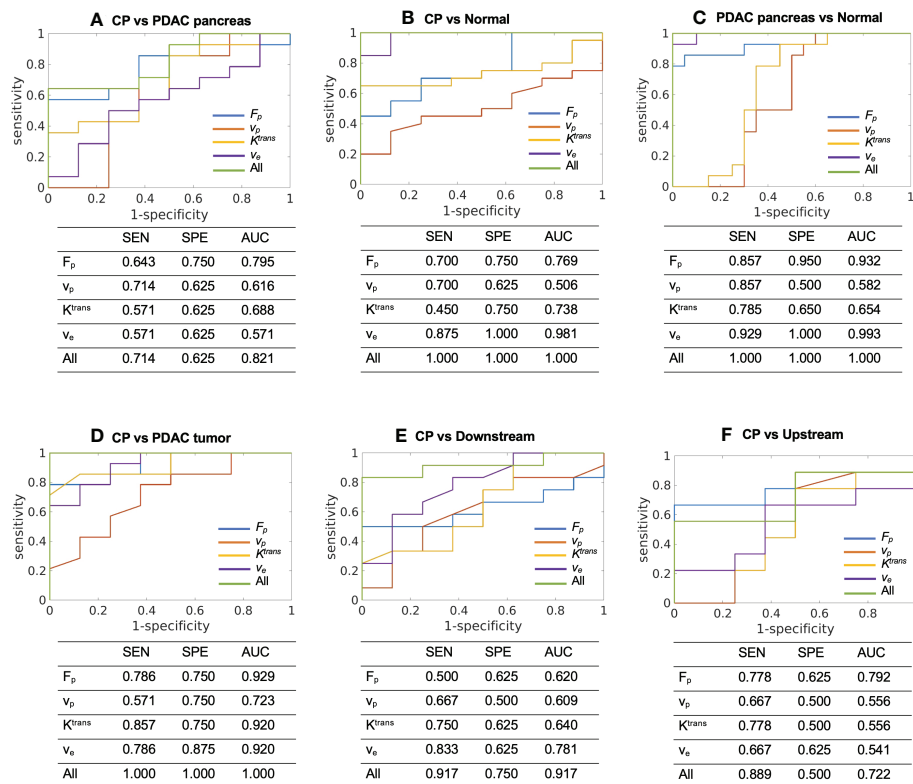 A CP vs PDAC pancreas
1
0.8
0.6
0.4
0.2
0
0 0.2 0.4 0.6 0.8 1
sensitivity
1-specificity
Fp
vp
Ktrans
ve
All
SEN SPE AUC
Fp 0.643 0.750 0.795
vp 0.714 0.625 0.616
Ktrans 0.571 0.625 0.688
ve 0.571 0.625 0.571
All 0.714 0.625 0.821
B CP vs Normal
1
0.8
0.6
0.4
0.2
0
0 0.2 0.4 0.6 0.8 1
sensitivity
1-specificity
Fp
vp
Ktrans
ve
All
SEN SPE AUC
Fp 0.700 0.750 0.769
vp 0.700 0.625 0.506
Ktrans 0.450 0.750 0.738
ve 0.875 1.000 0.981
All 1.000 1.000 1.000
C PDAC pancreas vs Normal
1
0.8
0.6
0.4
0.2
0
0 0.2 0.4 0.6 0.8 1
sensitivity
1-specificity
Fp
vp
Ktrans
ve
All
SEN SPE AUC
Fp 0.857 0.950 0.932
vp 0.857 0.500 0.582
Ktrans 0.785 0.650 0.654
ve 0.929 1.000 0.993
All 1.000 1.000 1.000
D CP vs PDAC tumor
1
0.8
0.6
0.4
0.2
0
0 0.2 0.4 0.6 0.8 1
sensitivity
1-specificity
Fp
vp
Ktrans
ve
All
SEN SPE AUC
Fp 0.786 0.750 0.929
vp 0.571 0.750 0.723
Ktrans 0.857 0.750 0.920
ve 0.786 0.875 0.920
All 1.000 1.000 1.000
E CP vs Downstream
1
0.8
0.6
0.4
0.2
0
0 0.2 0.4 0.6 0.8 1
sensitivity
1-specificity
Fp
vp
Ktrans
ve
All
SEN SPE AUC
Fp 0.500 0.625 0.620
vp 0.667 0.500 0.609
Ktrans 0.750 0.625 0.640
ve 0.833 0.625 0.781
All 0.917 0.750 0.917
F CP vs Upstream
1
0.8
0.6
0.4
0.2
0
0 0.2 0.4 0.6 0.8
sensitivity
1-specificity
Fp
vp
Ktrans
ve
All
SEN SPE AUC
Fp 0.778 0.625 0.792
vp 0.667 0.500 0.556
Ktrans 0.778 0.500 0.556
ve 0.667 0.625 0.541
All 0.889 0.500 0.722